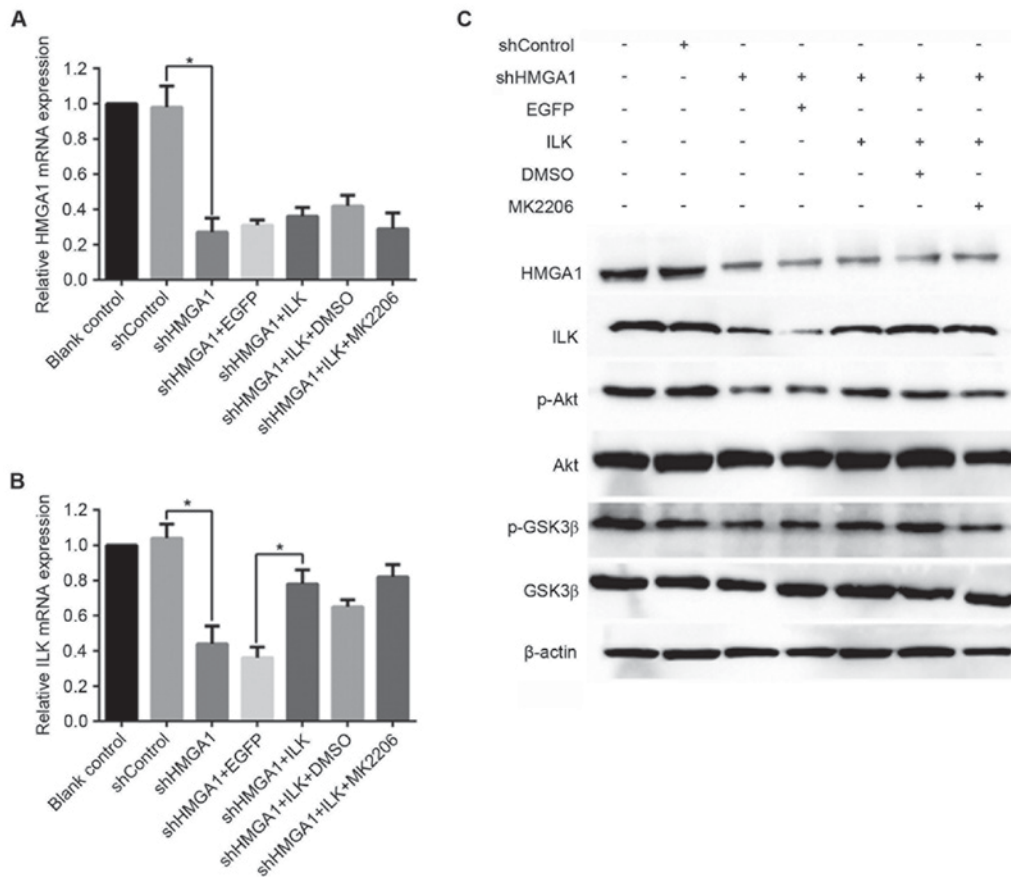 A
Relative HMGA1 mRNA expression
1.2
1.0
0.8
0.6
0.4
0.2
0.0
*
Blank control
shControl
shHMGA1
shHMGA1+EGFP
shHMGA1+ILK
shHMGA1+ILK+DMSO
shHMGA1+ILK+MK2206
B
Relative ILK mRNA expression
1.2
1.0
0.8
0.6
0.4
0.2
0.0
*
*
Blank control
shControl
shHMGA1
shHMGA1+EGFP
shHMGA1+ILK
shHMGA1+ILK+DMSO
shHMGA1+ILK+MK2206
C
shControl - + - - - - -
shHMGA1 - - + + + + +
EGFP - - - + - - -
ILK - - - - + + +
DMSO - - - - - + -
MK2206 - - - - - - +
HMGA1
ILK
p-Akt
Akt
p-GSK3β
GSK3β
β-actin